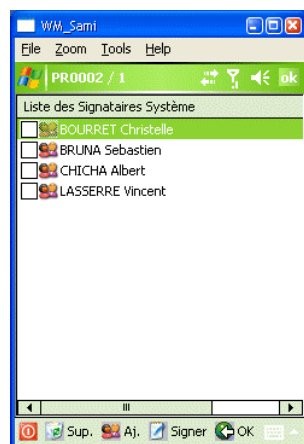 WM_Sami
File Zoom Tools Help
PR0002 / 1 ok
Liste des Signataires Système
BOURRET Christelle
BRUNA Sebastien
CHICHA Albert
LASSERRE Vincent
Sup. Aj. Signer OK